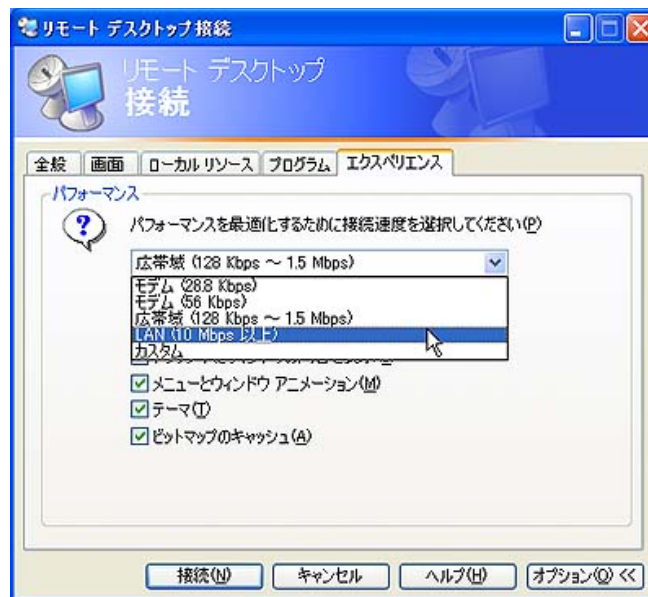 リモート デスクトップ接続
リモート デスクトップ
接続
全般 画面 ローカル リソース プログラム エクスペリエンス
パフォーマンス
パフォーマンスを最適化するために接続速度を選択してください(P)
広帯域 (128 Kbps ～ 1.5 Mbps)
モデム (28.8 Kbps)
モデム (56 Kbps)
広帯域 (128 Kbps ～ 1.5 Mbps)
LAN (10 Mbps 以上)
カスタム
メニューとウィンドウ アニメーション(M)
テーマ(T)
ビットマップのキャッシュ(A)
接続(N) キャンセル ヘルプ(H) オプション(O) <<